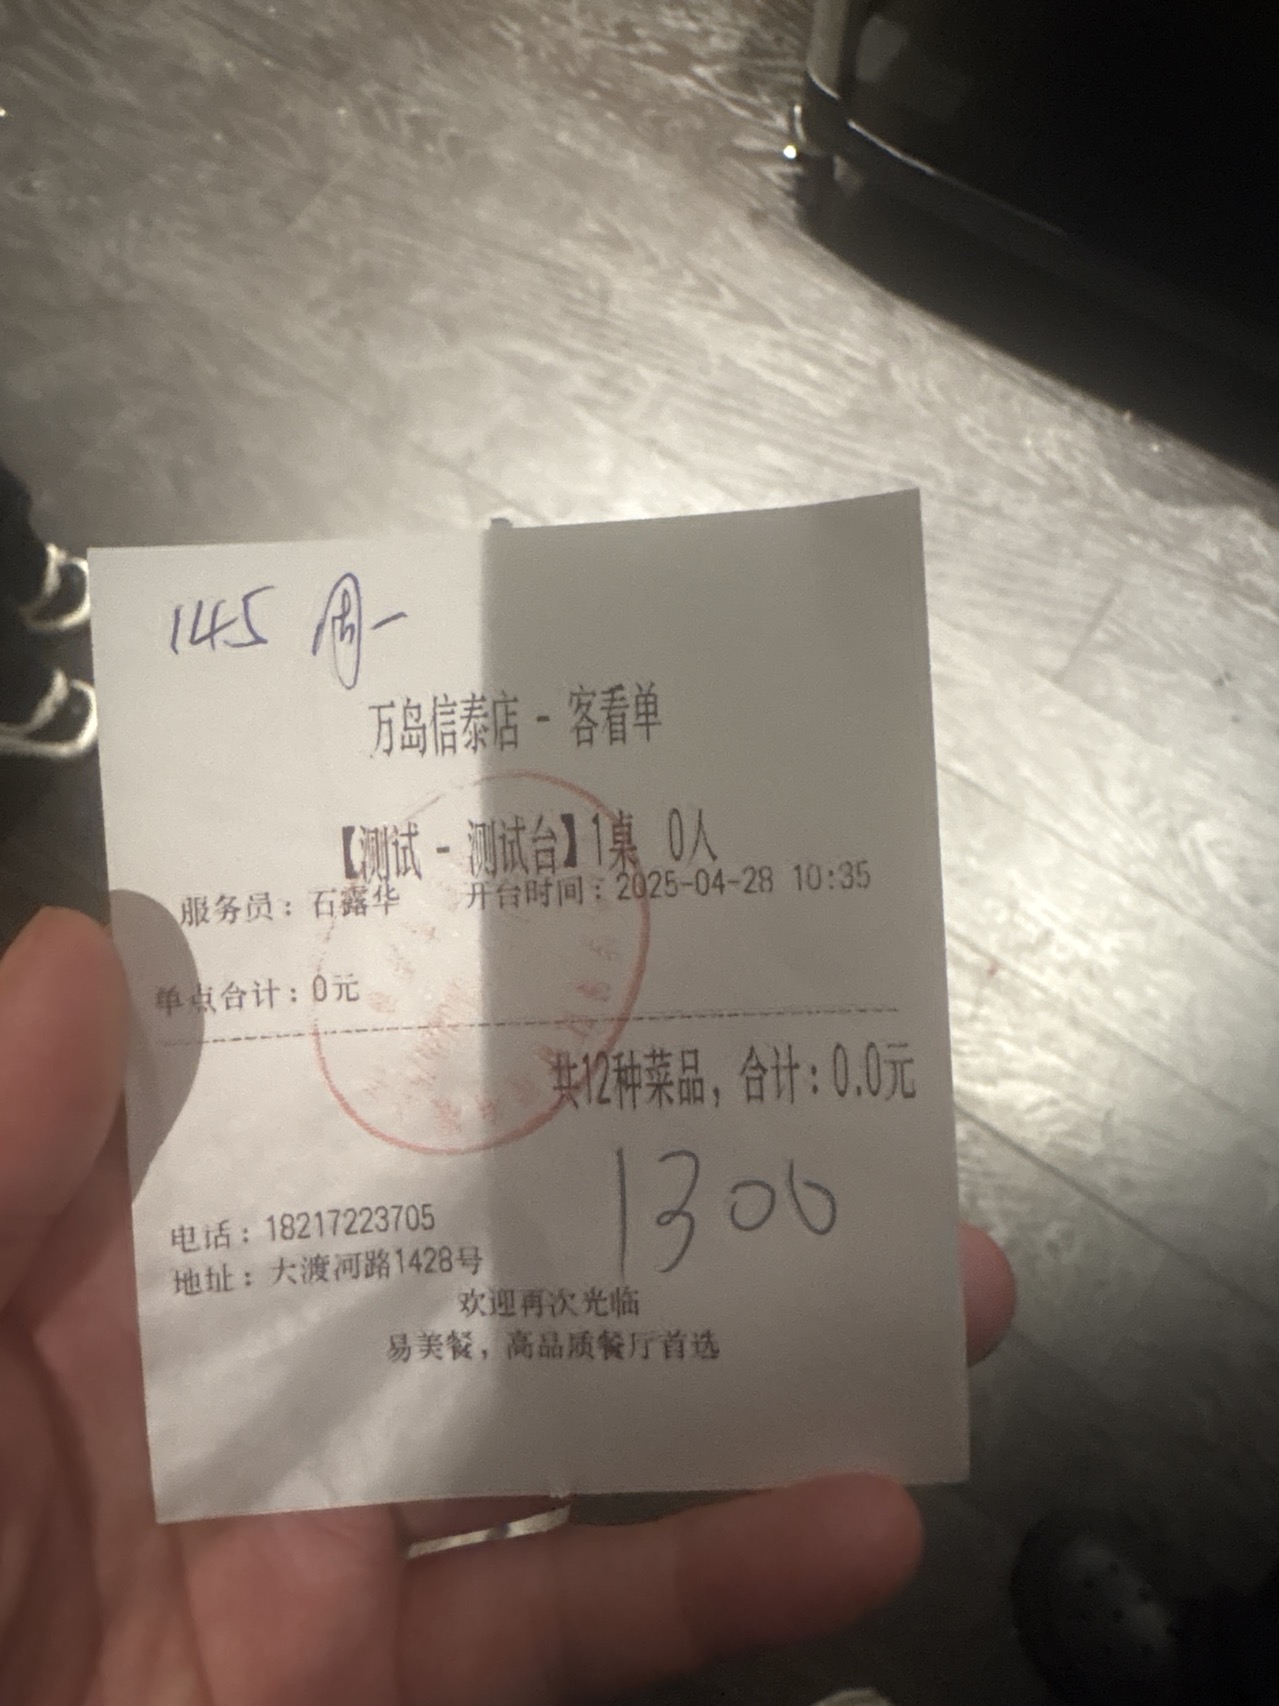 145 周一
万岛信泰店 - 客看单
【测试 - 测试台】1桌 0人
服务员：石露华 开台时间：2025-04-28 10:35
单点合计：0元
共12种菜品，合计：0.0元
1300
电话：18217223705
地址：大渡河路1428号
欢迎再次光临
易美餐，高品质餐厅首选